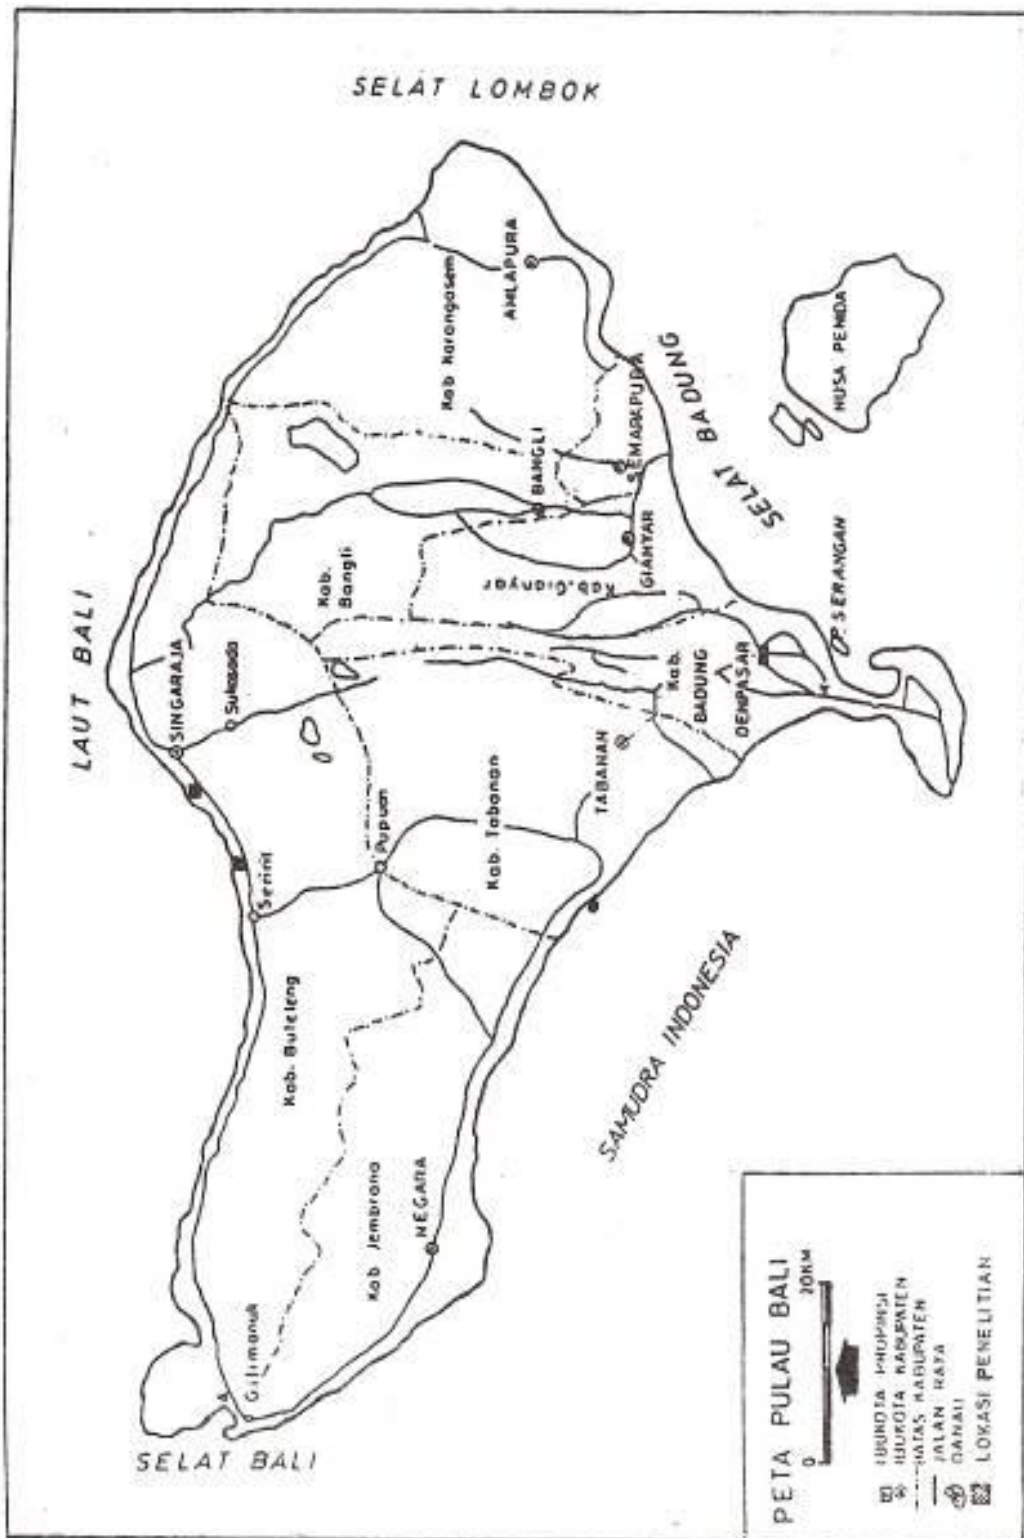 SELAT LOMBOK
LAUT BALI
AMLAPURA
Kab Karangasem
SELAT BADUNG
NUSA PENIDA
SEMARAPURA
BANGLI
GIANYAR
Kab. Gianyar
Kab.
Bangli
P. SERANGAN
SINGARAJA
Sukasada
Kab.
BADUNG
DENPASAR
TABANAN
Kab. Tabanan
Pupuan
Seririt
Kab. Buleleng
SAMUDRA INDONESIA
Kab Jembrana
NEGARA
Gilimanuk
SELAT BALI
PETA PULAU BALI
0 20KM
IBUKOTA PROPINSI
IBUKOTA KABUPATEN
BATAS KABUPATEN
JALAN RAYA
DANAU
LOKASI PENELITIAN